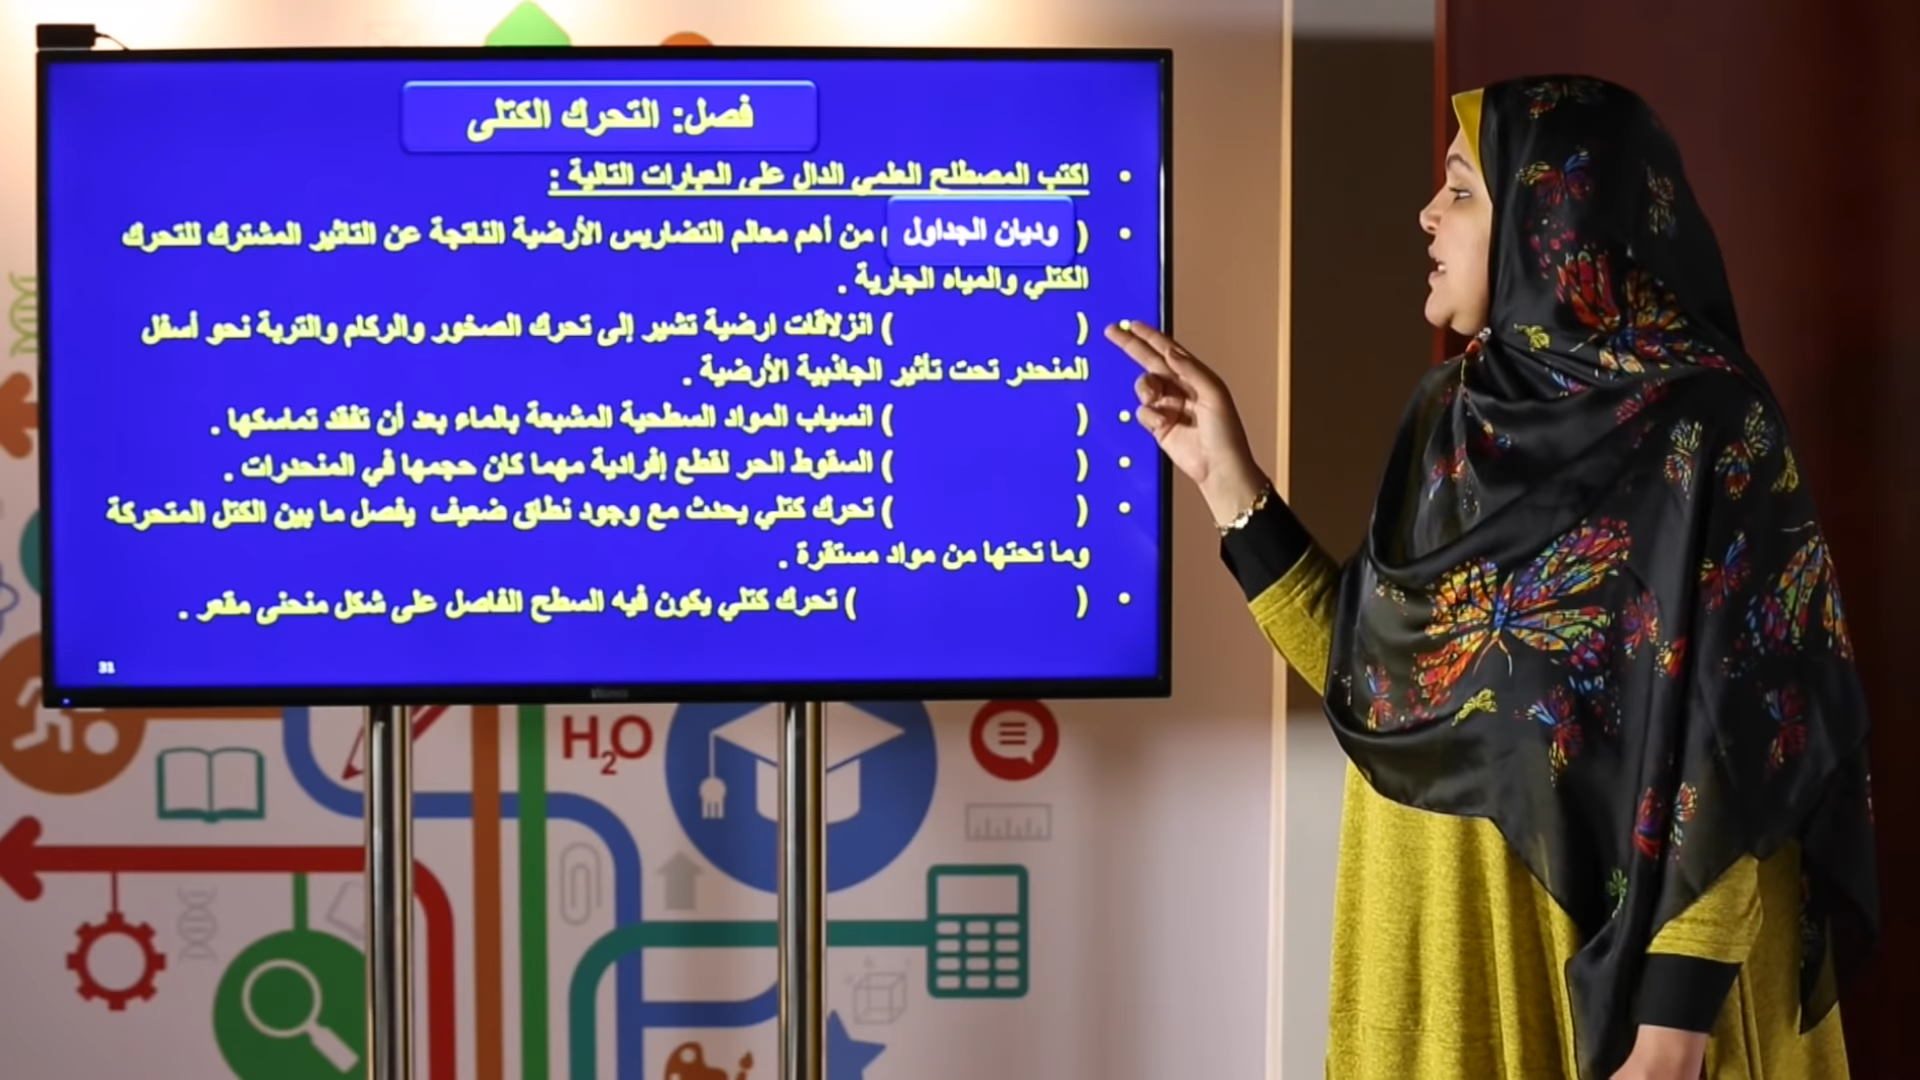 فصل: التحرك الكتلى
اكتب المصطلح العلمي الدال على العبارات التالية :
( وديان الجداول ) من أهم معالم التضاريس الأرضية الناتجة عن التاثير المشترك للتحرك
الكتلي والمياه الجارية .
( ) انزلاقات ارضية تشير إلى تحرك الصخور والركام والتربة نحو أسفل
المنحدر تحت تأثير الجاذبية الأرضية .
( ) انسياب المواد السطحية المشبعة بالماء بعد أن تفقد تماسكها .
( ) السقوط الحر لقطع إفرادية مهما كان حجمها في المنحدرات .
( ) تحرك كتلي يحدث مع وجود نطاق ضعيف يفصل ما بين الكتل المتحركة
وما تحتها من مواد مستقرة .
( ) تحرك كتلي يكون فيه السطح الفاصل على شكل منحنى مقعر .
31
H2O